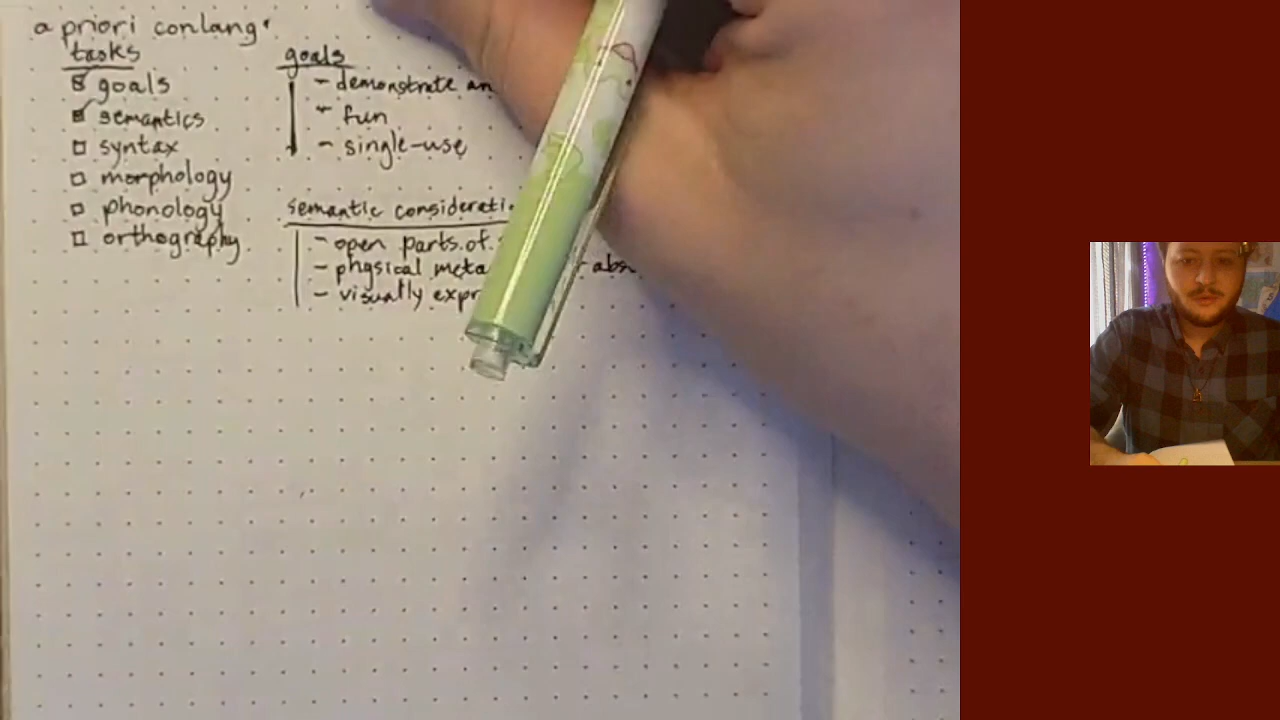 a priori conlang
tasks
goals
semantics
syntax
morphology
phonology
orthography
goals
- demonstrate an
- fun
- single-use
semantic considerati
- open parts of
- physical meta abs
- visually expr